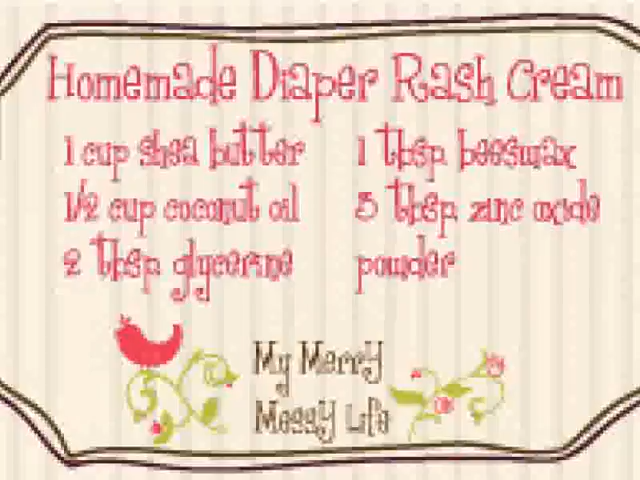 Homemade Diaper Rash Cream
1 cup shea butter
1/2 cup coconut oil
2 tbsp glycerine
1 tbsp beeswax
3 tbsp zinc oxide
powder
My Merry
Messy Life